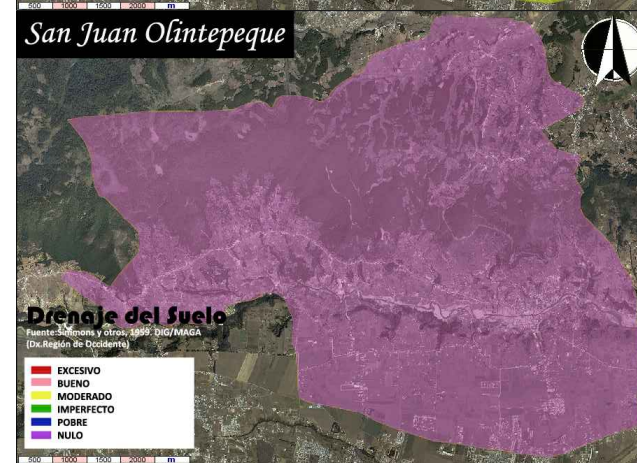 500 1000 1500 2000 m
San Juan Olintepeque
Drenaje del Suelo
Fuente:Simmons y otros, 1959. DIG/MAGA
(Dx.Región de Occidente)
EXCESIVO
BUENO
MODERADO
IMPERFECTO
POBRE
NULO
500 1000 1500 2000 m